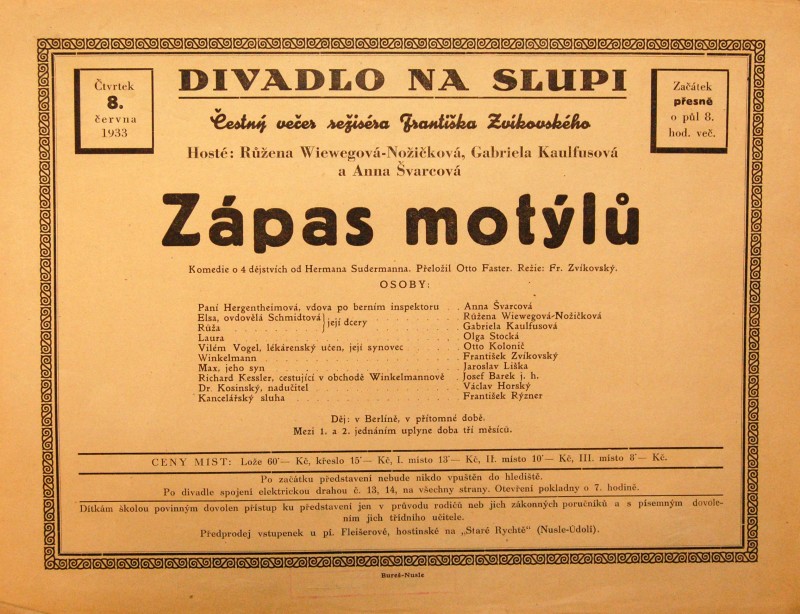 Čtvrtek
8.
června
1933
DIVADLO NA SLUPI
Začátek
přesně
o půl 8.
hod. več.
Čestný večer režiséra Františka Zvíkovského
Hosté: Růžena Wiewegová-Nožičková, Gabriela Kaulfusová
a Anna Švarcová
Zápas motýlů
Komedie o 4 dějstvích od Hermana Sudermanna. Přeložil Otto Faster. Režie: Fr. Zvíkovský.
OSOBY:
Paní Hergentheimová, vdova po berním inspektoru . . Anna Švarcová
Elsa, ovdovělá Schmidtová } její dcery . . Růžena Wiewegová-Nožičková
Růža . . Gabriela Kaulfusová
Laura . . Olga Stocká
Vilém Vogel, lékárenský učen, její synovec . . Otto Kolonič
Winkelmann . . František Zvíkovský
Max, jeho syn . . Jaroslav Liška
Richard Kessler, cestující v obchodě Winkelmannově . Josef Barek j. h.
Dr. Kosinský, nadučitel . . Václav Horský
Kancelářský sluha . . František Rýzner
Děj: v Berlíně, v přítomné době.
Mezi 1. a 2. jednáním uplyne doba tří měsíců.
CENY MÍST: Lože 60'— Kč, křeslo 15'— Kč, I. místo 13'— Kč, II. místo 10'— Kč, III. místo 8'— Kč.
Po začátku představení nebude nikdo vpuštěn do hlediště.
Po divadle spojení elektrickou drahou č. 13, 14, na všechny strany. Otevření pokladny o 7. hodině.
Dítkám školou povinným dovolen přístup ku představení jen v průvodu rodičů neb jich zákonných poručníků a s písemným dovole-
ním jich třídního učitele.
Předprodej vstupenek u pí. Fleišerové, hostinské na „Staré Rychtě" (Nusle-Údolí).
Bureš-Nusle